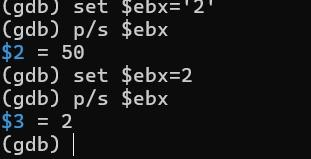 (gdb) set $ebx='2'
(gdb) p/s $ebx
$2 = 50
(gdb) set $ebx=2
(gdb) p/s $ebx
$3 = 2
(gdb)